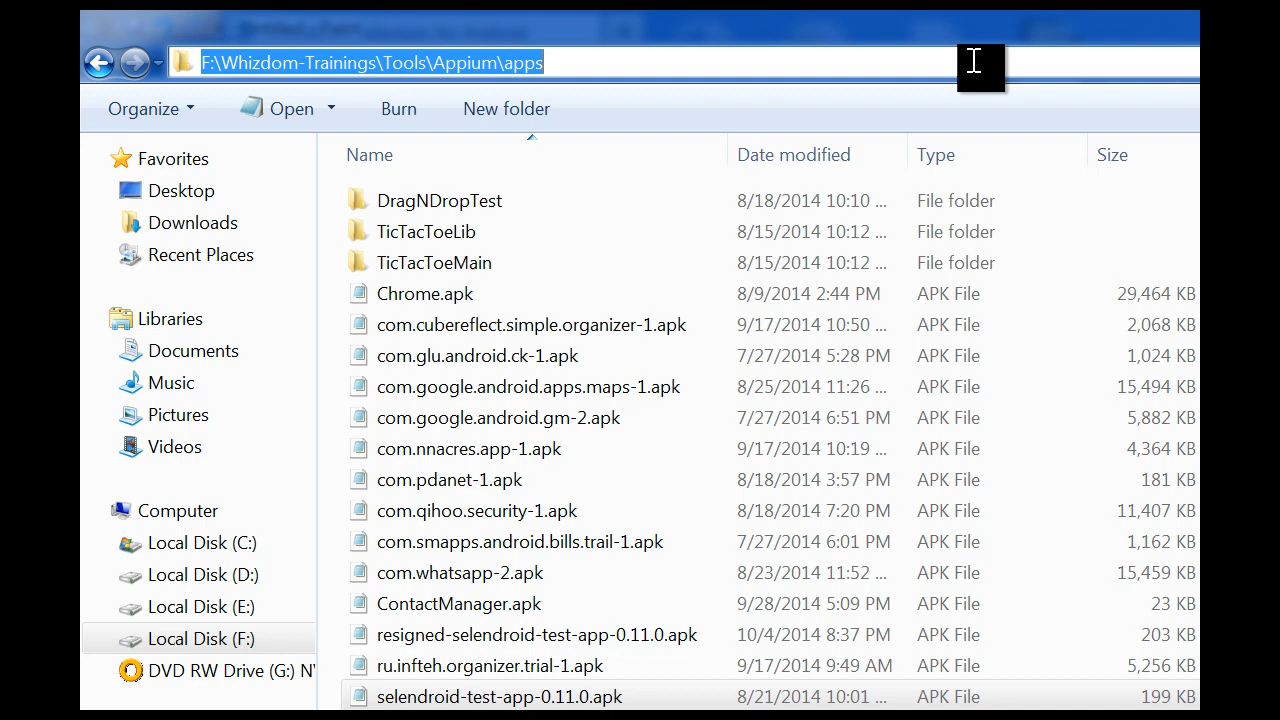 F:\Whizdom-Trainings\Tools\Appium\apps
Organize Open Burn New folder
Name Date modified Type Size
Favorites
Desktop
Downloads
Recent Places
Libraries
Documents
Music
Pictures
Videos
Computer
Local Disk (C:)
Local Disk (D:)
Local Disk (E:)
Local Disk (F:)
DVD RW Drive (G:) N
DragNDropTest 8/18/2014 10:10 ... File folder
TicTacToeLib 8/15/2014 10:12 ... File folder
TicTacToeMain 8/15/2014 10:12 ... File folder
Chrome.apk 8/9/2014 2:44 PM APK File 29,464 KB
com.cubereflect.simple.organizer-1.apk 9/17/2014 10:50 ... APK File 2,068 KB
com.glu.android.ck-1.apk 7/27/2014 5:28 PM APK File 1,024 KB
com.google.android.apps.maps-1.apk 8/25/2014 11:26 ... APK File 15,494 KB
com.google.android.gm-2.apk 7/27/2014 6:51 PM APK File 5,882 KB
com.nnacres.app-1.apk 9/17/2014 10:19 ... APK File 4,364 KB
com.pdanet-1.apk 8/18/2014 3:57 PM APK File 181 KB
com.qihoo.security-1.apk 8/18/2014 7:20 PM APK File 11,407 KB
com.smapps.android.bills.trail-1.apk 7/27/2014 6:01 PM APK File 1,162 KB
com.whatsapp-2.apk 8/23/2014 11:52 ... APK File 15,459 KB
ContactManager.apk 9/28/2014 5:09 PM APK File 23 KB
resigned-selendroid-test-app-0.11.0.apk 10/4/2014 8:37 PM APK File 203 KB
ru.infteh.organizer.trial-1.apk 9/17/2014 9:49 AM APK File 5,256 KB
selendroid-test-app-0.11.0.apk 8/21/2014 10:01 ... APK File 199 KB